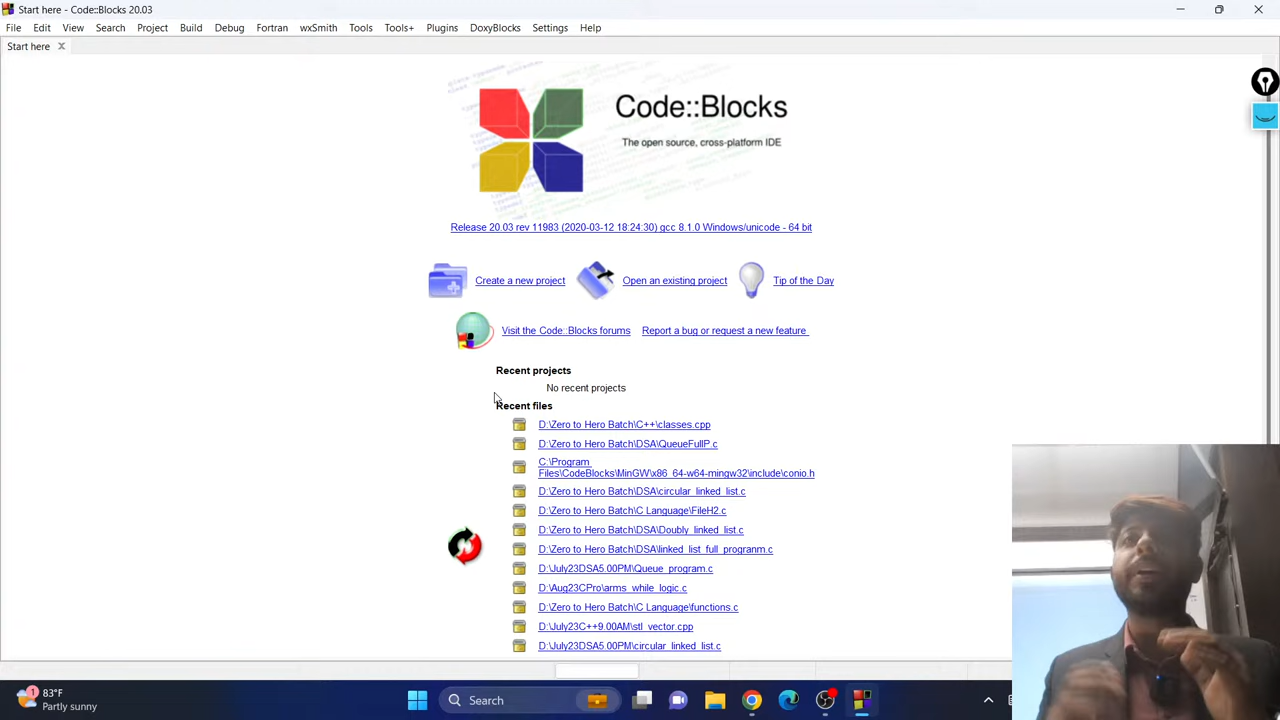 Start here - Code::Blocks 20.03
File Edit View Search Project Build Debug Fortran wxSmith Tools Tools+ Plugins DoxyBlocks Settings Help
Start here
Code::Blocks
The open source, cross-platform IDE
Release 20.03 rev 11983 (2020-03-12 18:24:30) gcc 8.1.0 Windows/unicode - 64 bit
Create a new project Open an existing project Tip of the Day
Visit the Code::Blocks forums Report a bug or request a new feature
Recent projects
No recent projects
Recent files
D:\Zero to Hero Batch\C++\classes.cpp
D:\Zero to Hero Batch\DSA\QueueFullP.c
C:\Program
Files\CodeBlocks\MinGW\x86_64-w64-mingw32\include\conio.h
D:\Zero to Hero Batch\DSA\circular_linked_list.c
D:\Zero to Hero Batch\C Language\FileH2.c
D:\Zero to Hero Batch\DSA\Doubly_linked_list.c
D:\Zero to Hero Batch\DSA\linked_list_full_programm.c
D:\July23DSA5.00PM\Queue_program.c
D:\Aug23CPro\arms_while_logic.c
D:\Zero to Hero Batch\C Language\functions.c
D:\July23C++9.00AM\stl_vector.cpp
D:\July23DSA5.00PM\circular_linked_list.c
1
83°F
Partly sunny
Search